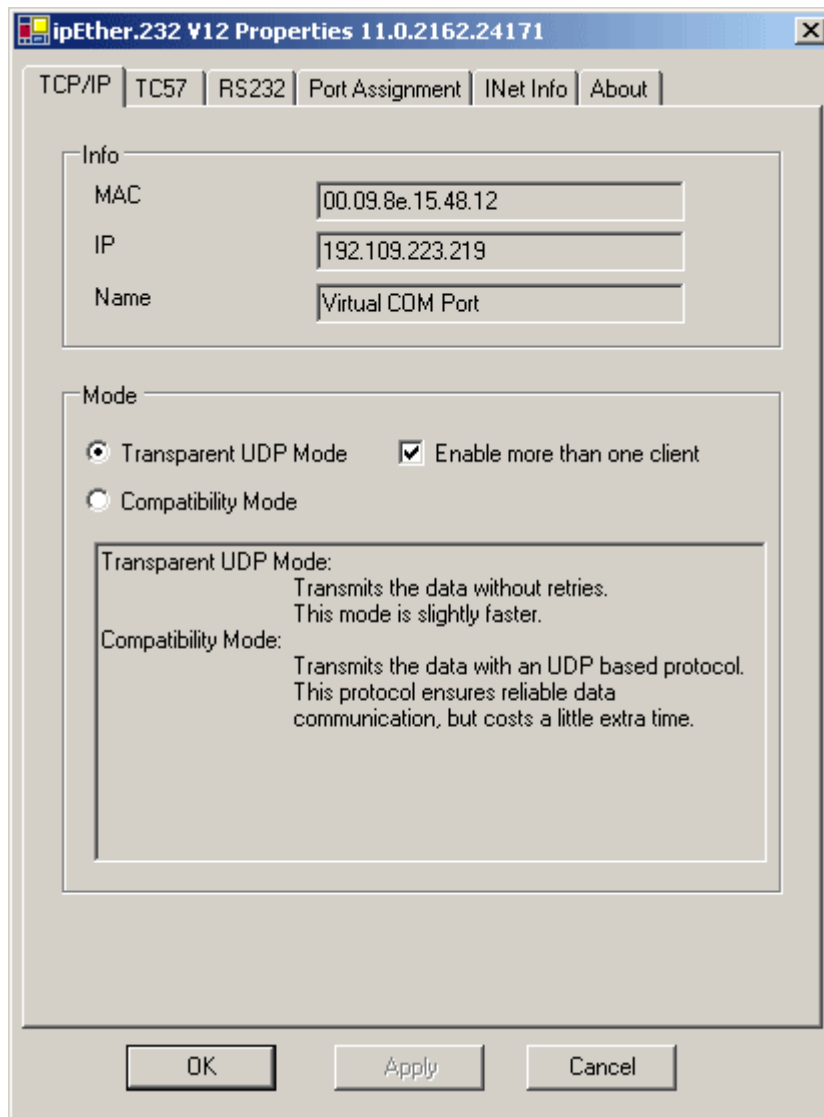 ipEther.232 V12 Properties 11.0.2162.24171
TCP/IP TC57 RS232 Port Assignment INet Info About
Info
MAC 00.09.8e.15.48.12
IP 192.109.223.219
Name Virtual COM Port
Mode
Transparent UDP Mode Enable more than one client
Compatibility Mode
Transparent UDP Mode:
Transmits the data without retries.
This mode is slightly faster.
Compatibility Mode:
Transmits the data with an UDP based protocol.
This protocol ensures reliable data
communication, but costs a little extra time.
OK Apply Cancel